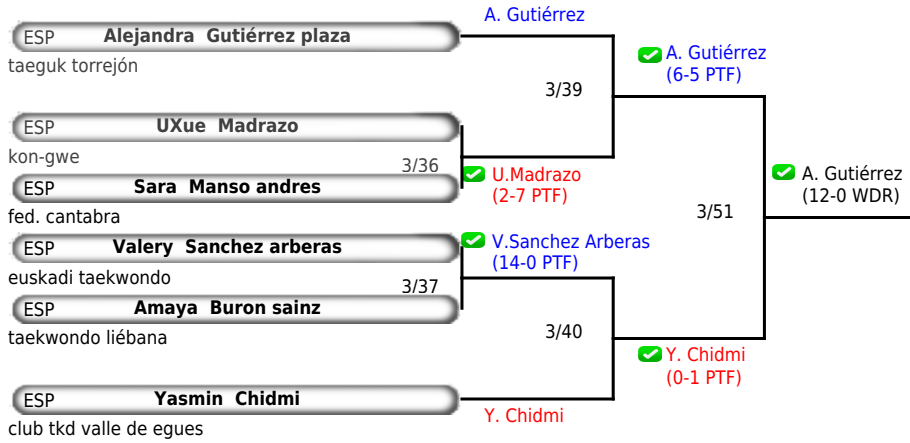 A. Gutiérrez
ESP Alejandra Gutiérrez plaza
taeguk torrejón
A. Gutiérrez
(6-5 PTF)
3/39
ESP UXue Madrazo
kon-gwe
3/36
U.Madrazo
(2-7 PTF)
ESP Sara Manso andres
fed. cantabra
A. Gutiérrez
(12-0 WDR)
3/51
ESP Valery Sanchez arberas
euskadi taekwondo
V.Sanchez Arberas
(14-0 PTF)
3/37
ESP Amaya Buron sainz
taekwondo liébana
3/40
Y. Chidmi
(0-1 PTF)
ESP Yasmin Chidmi
club tkd valle de egues
Y. Chidmi